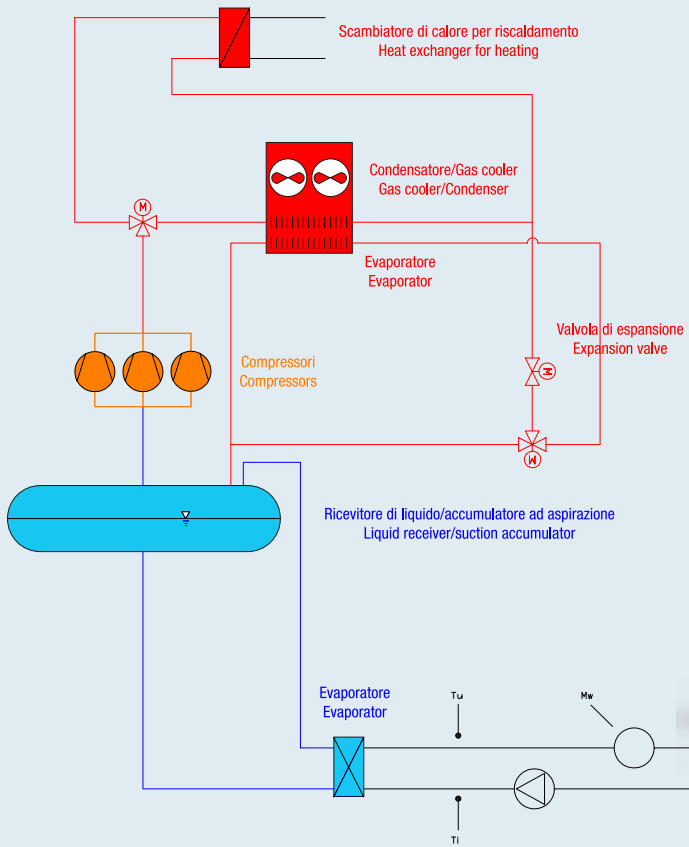 Scambiatore di calore per riscaldamento
Heat exchanger for heating
Condensatore/Gas cooler
Gas cooler/Condenser
M
Evaporatore
Evaporator
Valvola di espansione
Expansion valve
Compressori
Compressors
M
M
Ricevitore di liquido/accumulatore ad aspirazione
Liquid receiver/suction accumulator
Evaporatore
Evaporator
Tu
Mw
Ti